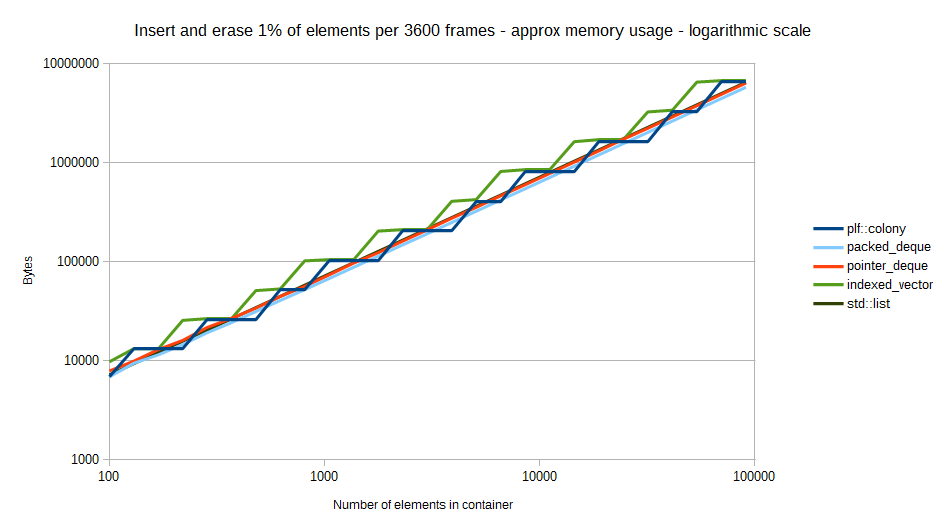 Insert and erase 1% of elements per 3600 frames - approx memory usage - logarithmic scale
10000000
1000000
100000
10000
1000
Bytes
100
1000
10000
100000
Number of elements in container
plf::colony
packed_deque
pointer_deque
indexed_vector
std::list